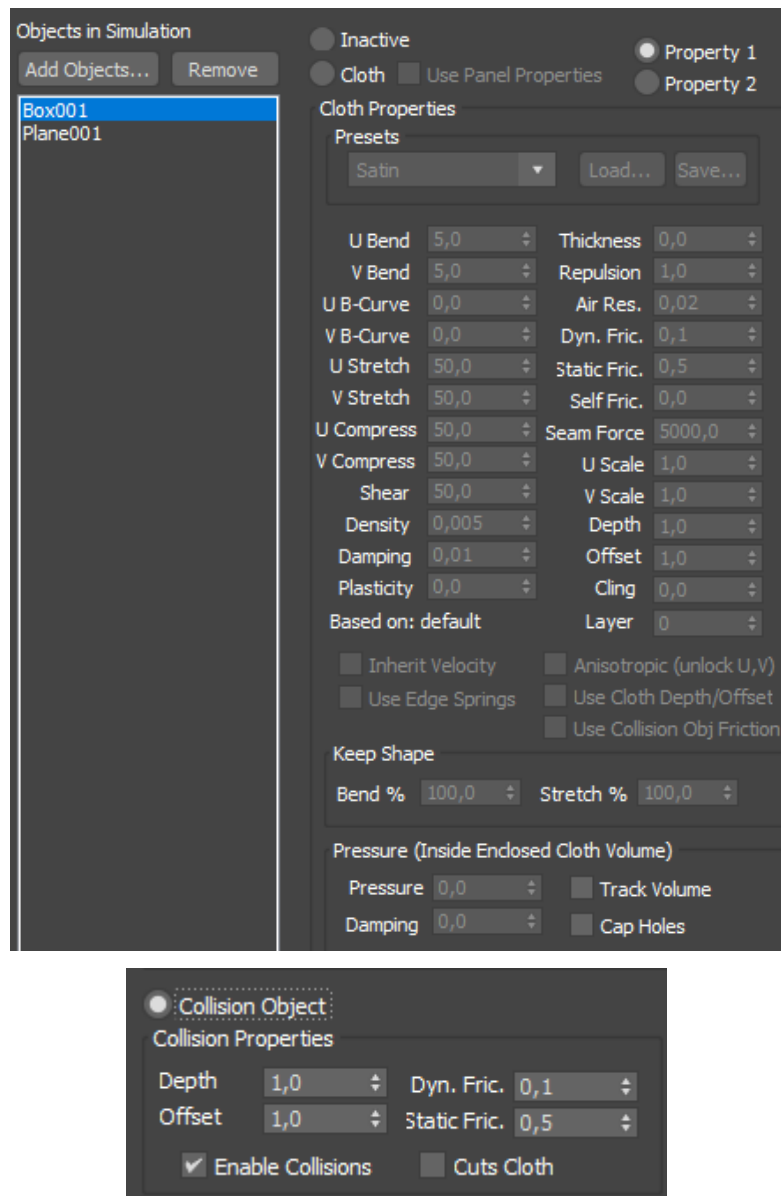 Objects in Simulation
Add Objects... Remove
Box001
Plane001
Inactive
Cloth Use Panel Properties
Property 1
Property 2
Cloth Properties
Presets
Satin Load... Save...
U Bend 5,0 Thickness 0,0
V Bend 5,0 Repulsion 1,0
U B-Curve 0,0 Air Res. 0,02
V B-Curve 0,0 Dyn. Fric. 0,1
U Stretch 50,0 Static Fric. 0,5
V Stretch 50,0 Self Fric. 0,0
U Compress 50,0 Seam Force 5000,0
V Compress 50,0 U Scale 1,0
Shear 50,0 V Scale 1,0
Density 0,005 Depth 1,0
Damping 0,01 Offset 1,0
Plasticity 0,0 Cling 0,0
Based on: default Layer 0
Inherit Velocity Anisotropic (unlock U,V)
Use Edge Springs Use Cloth Depth/Offset
Use Collision Obj Friction
Keep Shape
Bend % 100,0 Stretch % 100,0
Pressure (Inside Enclosed Cloth Volume)
Pressure 0,0 Track Volume
Damping 0,0 Cap Holes
Collision Object
Collision Properties
Depth 1,0 Dyn. Fric. 0,1
Offset 1,0 Static Fric. 0,5
Enable Collisions Cuts Cloth